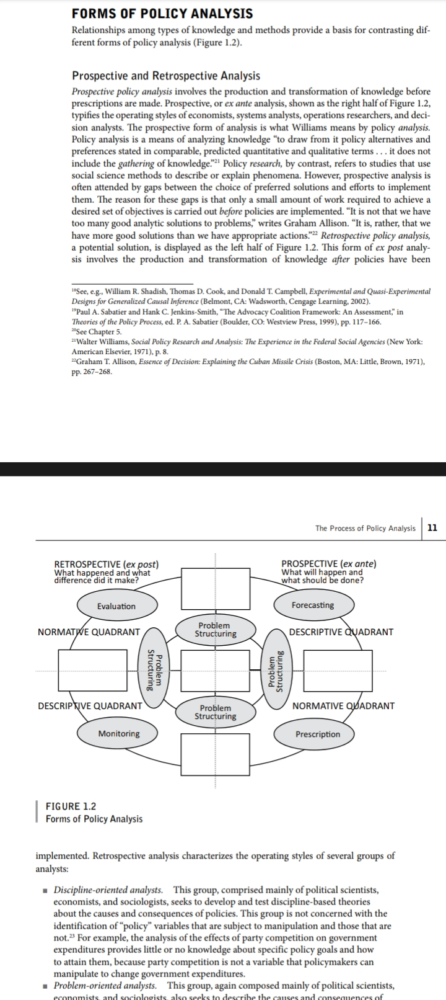 FORMS OF POLICY ANALYSIS
Relationships among types of knowledge and methods provide a basis for contrasting dif-
ferent forms of policy analysis (Figure 1.2).
Prospective and Retrospective Analysis
Prospective policy analysis involves the production and transformation of knowledge before
prescriptions are made. Prospective, or ex ante analysis, shown as the right half of Figure 1.2,
typifies the operating styles of economists, systems analysts, operations researchers, and deci-
sion analysts. The prospective form of analysis is what Williams means by policy analysis.
Policy analysis is a means of analyzing knowledge “to draw from it policy alternatives and
preferences stated in comparable, predicted quantitative and qualitative terms . . . it does not
include the gathering of knowledge.”²¹ Policy research, by contrast, refers to studies that use
social science methods to describe or explain phenomena. However, prospective analysis is
often attended by gaps between the choice of preferred solutions and efforts to implement
them. The reason for these gaps is that only a small amount of work required to achieve a
desired set of objectives is carried out before policies are implemented. “It is not that we have
too many good analytic solutions to problems,” writes Graham Allison. “It is, rather, that we
have more good solutions than we have appropriate actions.”²² Retrospective policy analysis,
a potential solution, is displayed as the left half of Figure 1.2. This form of ex post analy-
sis involves the production and transformation of knowledge after policies have been
¹⁸See, e.g., William R. Shadish, Thomas D. Cook, and Donald T. Campbell, Experimental and Quasi-Experimental
Designs for Generalized Causal Inference (Belmont, CA: Wadsworth, Cengage Learning, 2002).
¹⁹Paul A. Sabatier and Hank C. Jenkins-Smith, “The Advocacy Coalition Framework: An Assessment,” in
Theories of the Policy Process, ed. P. A. Sabatier (Boulder, CO: Westview Press, 1999), pp. 117–166.
²⁰See Chapter 5.
²¹Walter Williams, Social Policy Research and Analysis: The Experience in the Federal Social Agencies (New York:
American Elsevier, 1971), p. 8.
²²Graham T. Allison, Essence of Decision: Explaining the Cuban Missile Crisis (Boston, MA: Little, Brown, 1971),
pp. 267–268.
The Process of Policy Analysis 11
RETROSPECTIVE (ex post)
What happened and what
difference did it make?
PROSPECTIVE (ex ante)
What will happen and
what should be done?
Evaluation
Forecasting
Problem
Structuring
NORMATIVE QUADRANT
DESCRIPTIVE QUADRANT
Problem
Structuring
Problem
Structuring
DESCRIPTIVE QUADRANT
NORMATIVE QUADRANT
Problem
Structuring
Monitoring
Prescription
FIGURE 1.2
Forms of Policy Analysis
implemented. Retrospective analysis characterizes the operating styles of several groups of
analysts:
■ Discipline-oriented analysts. This group, comprised mainly of political scientists,
economists, and sociologists, seeks to develop and test discipline-based theories
about the causes and consequences of policies. This group is not concerned with the
identification of “policy” variables that are subject to manipulation and those that are
not.²³ For example, the analysis of the effects of party competition on government
expenditures provides little or no knowledge about specific policy goals and how
to attain them, because party competition is not a variable that policymakers can
manipulate to change government expenditures.
■ Problem-oriented analysts. This group, again composed mainly of political scientists,
economists, and sociologists, also seeks to describe the causes and consequences of